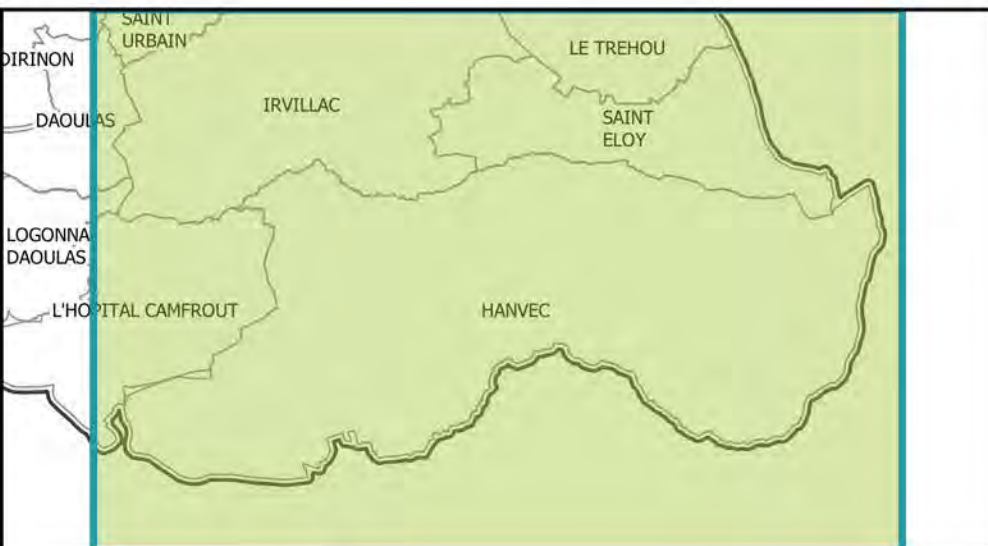 SAINT
URBAIN
DIRINON
LE TREHOU
IRVILLAC
DAOULAS
SAINT
ELOY
LOGONNA
DAOULAS
L'HOPITAL CAMFROUT
HANVEC